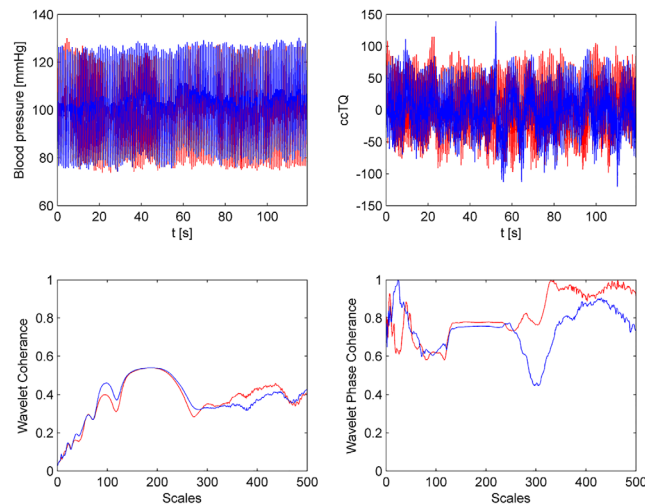 140
120
100
80
60
Blood pressure [mmHg]
0 20 40 60 80 100
t [s]
150
100
50
0
-50
-100
-150
ccTQ
0 20 40 60 80 100
t [s]
1
0.8
0.6
0.4
0.2
0
Wavelet Coherance
0 100 200 300 400 500
Scales
1
0.8
0.6
0.4
0.2
0
Wavelet Phase Coherance
0 100 200 300 400 500
Scales